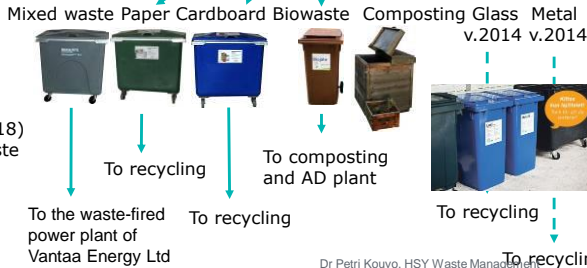 Mixed waste Paper Cardboard Biowaste Composting Glass Metal
v.2014 v.2014
18)
ste
To recycling
To composting
and AD plant
To the waste-fired
power plant of
Vantaa Energy Ltd
To recycling
To recycling
To recyclin
Dr Petri Kouvo, HSY Waste Management